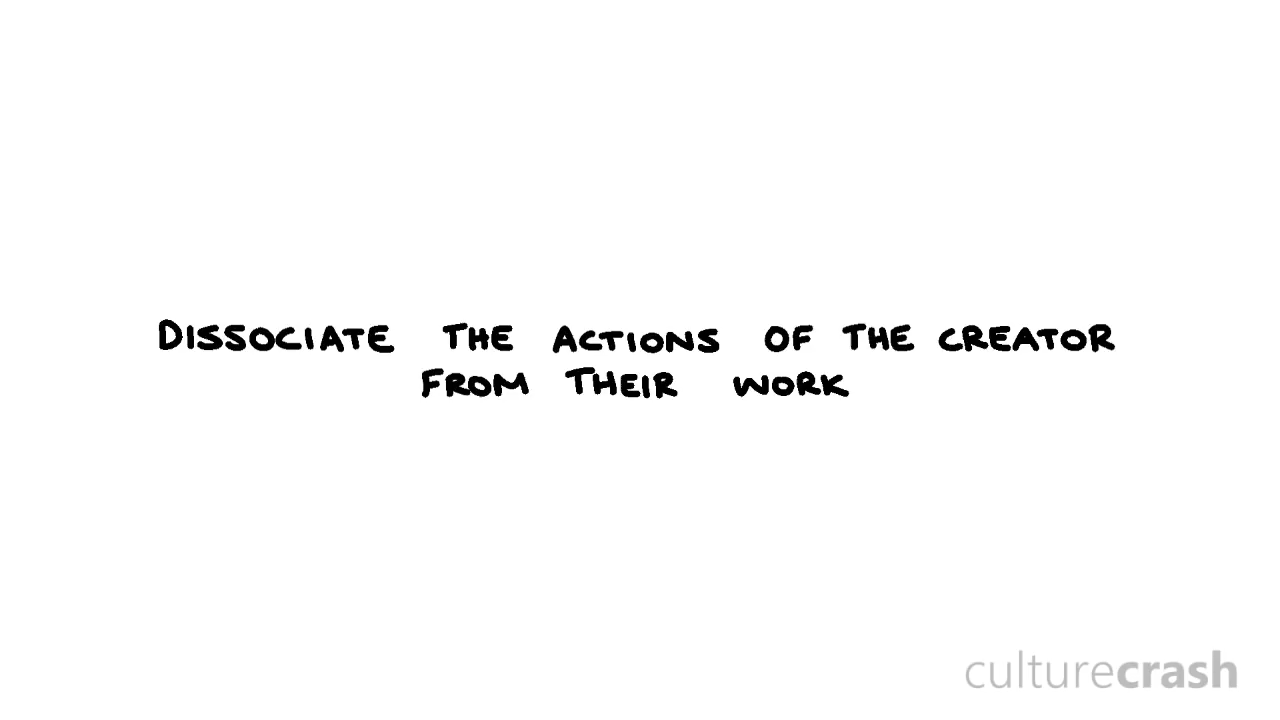 DISSOCIATE THE ACTIONS OF THE CREATOR
FROM THEIR WORK
culturecrash